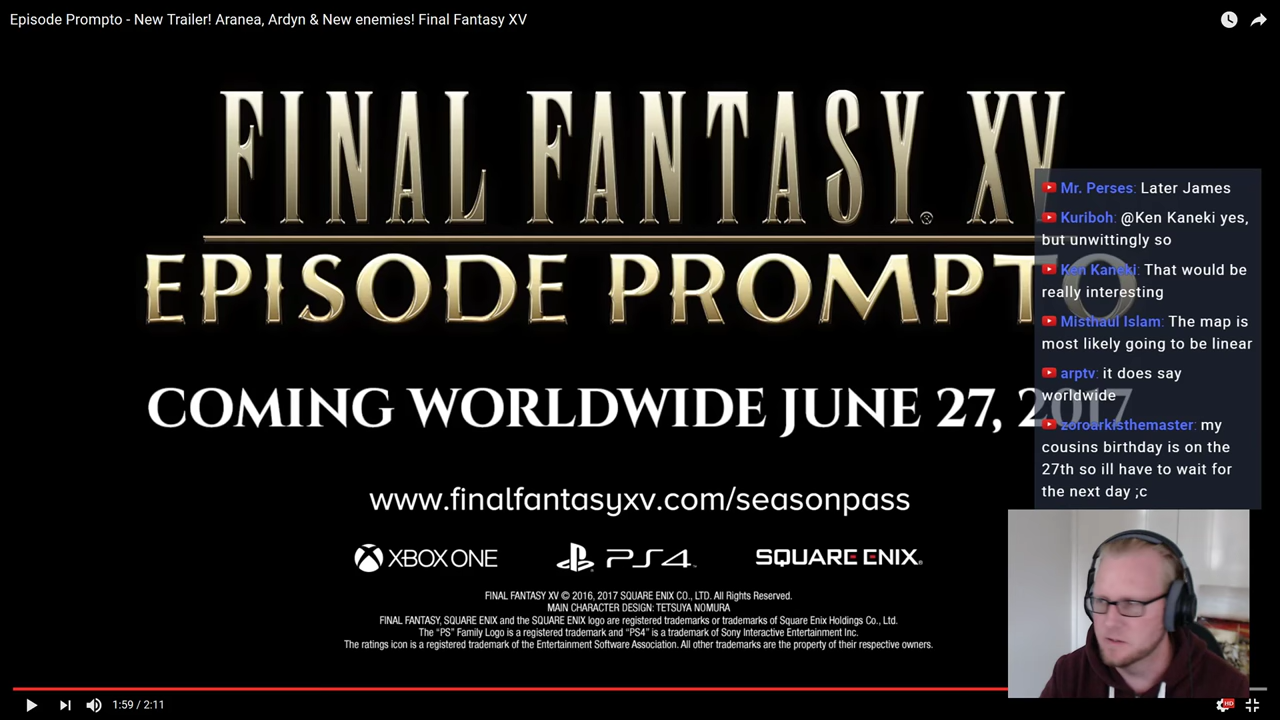 Episode Prompto - New Trailer! Aranea, Ardyn & New enemies! Final Fantasy XV
FINAL FANTASY XV
EPISODE PROMPTO
COMING WORLDWIDE JUNE 27, 2017
www.finalfantasyxv.com/seasonpass
XBOX ONE PS4 SQUARE ENIX
FINAL FANTASY XV © 2016, 2017 SQUARE ENIX CO., LTD. All Rights Reserved.
MAIN CHARACTER DESIGN: TETSUYA NOMURA
FINAL FANTASY, SQUARE ENIX and the SQUARE ENIX logo are registered trademarks or trademarks of Square Enix Holdings Co., Ltd.
The “PS” Family Logo is a registered trademark and “PS4” is a trademark of Sony Interactive Entertainment Inc.
The ratings icon is a registered trademark of the Entertainment Software Association. All other trademarks are the property of their respective owners.
Mr. Perses: Later James
Kuriboh: @Ken Kaneki yes,
but unwittingly so
Ken Kaneki: That would be
really interesting
Misthaul Islam: The map is
most likely going to be linear
arptv: it does say
worldwide
zoroarkisthemaster: my
cousins birthday is on the
27th so ill have to wait for
the next day ;c
1:59 / 2:11
HD